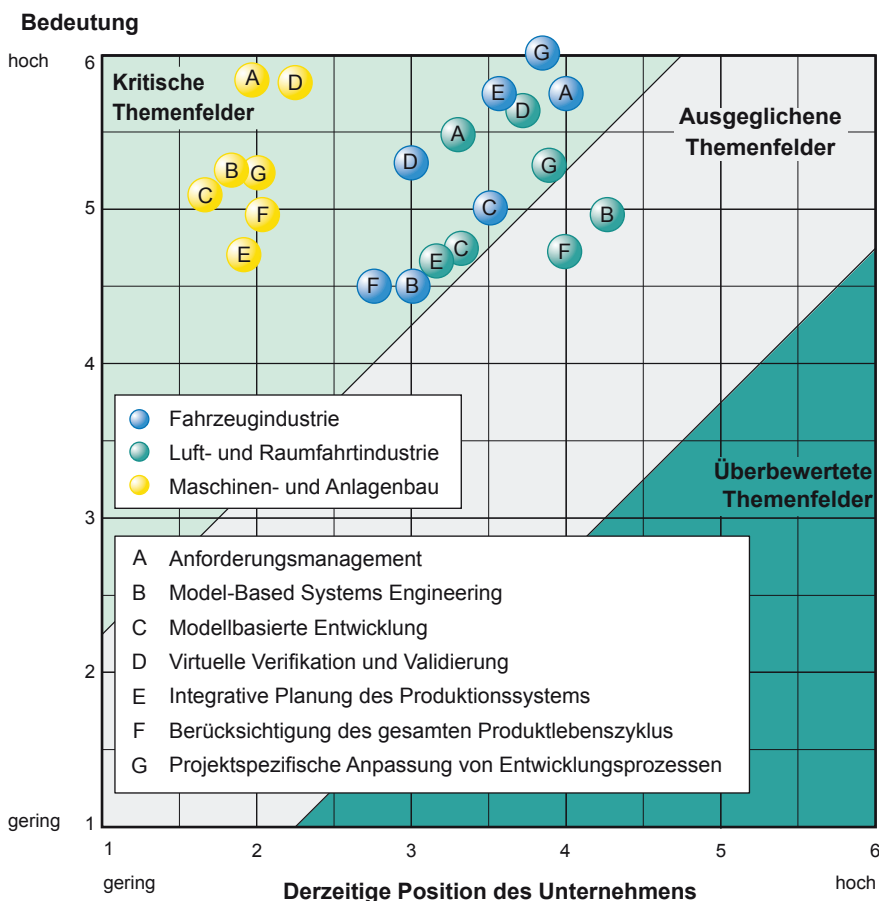 Bedeutung
hoch
6
Kritische
Themenfelder
A
D
G
E
A
D
A
Ausgeglichene
Themenfelder
D
G
B
G
C
F
E
5
C
B
F
C
E
F
B
4
Fahrzeugindustrie
Luft- und Raumfahrtindustrie
Maschinen- und Anlagenbau
Überbewertete
Themenfelder
3
A Anforderungsmanagement
B Model-Based Systems Engineering
C Modellbasierte Entwicklung
2
D Virtuelle Verifikation und Validierung
E Integrative Planung des Produktionssystems
F Berücksichtigung des gesamten Produktlebenszyklus
G Projektspezifische Anpassung von Entwicklungsprozessen
gering 1
1 2 3 4 5 6
gering
Derzeitige Position des Unternehmens
hoch